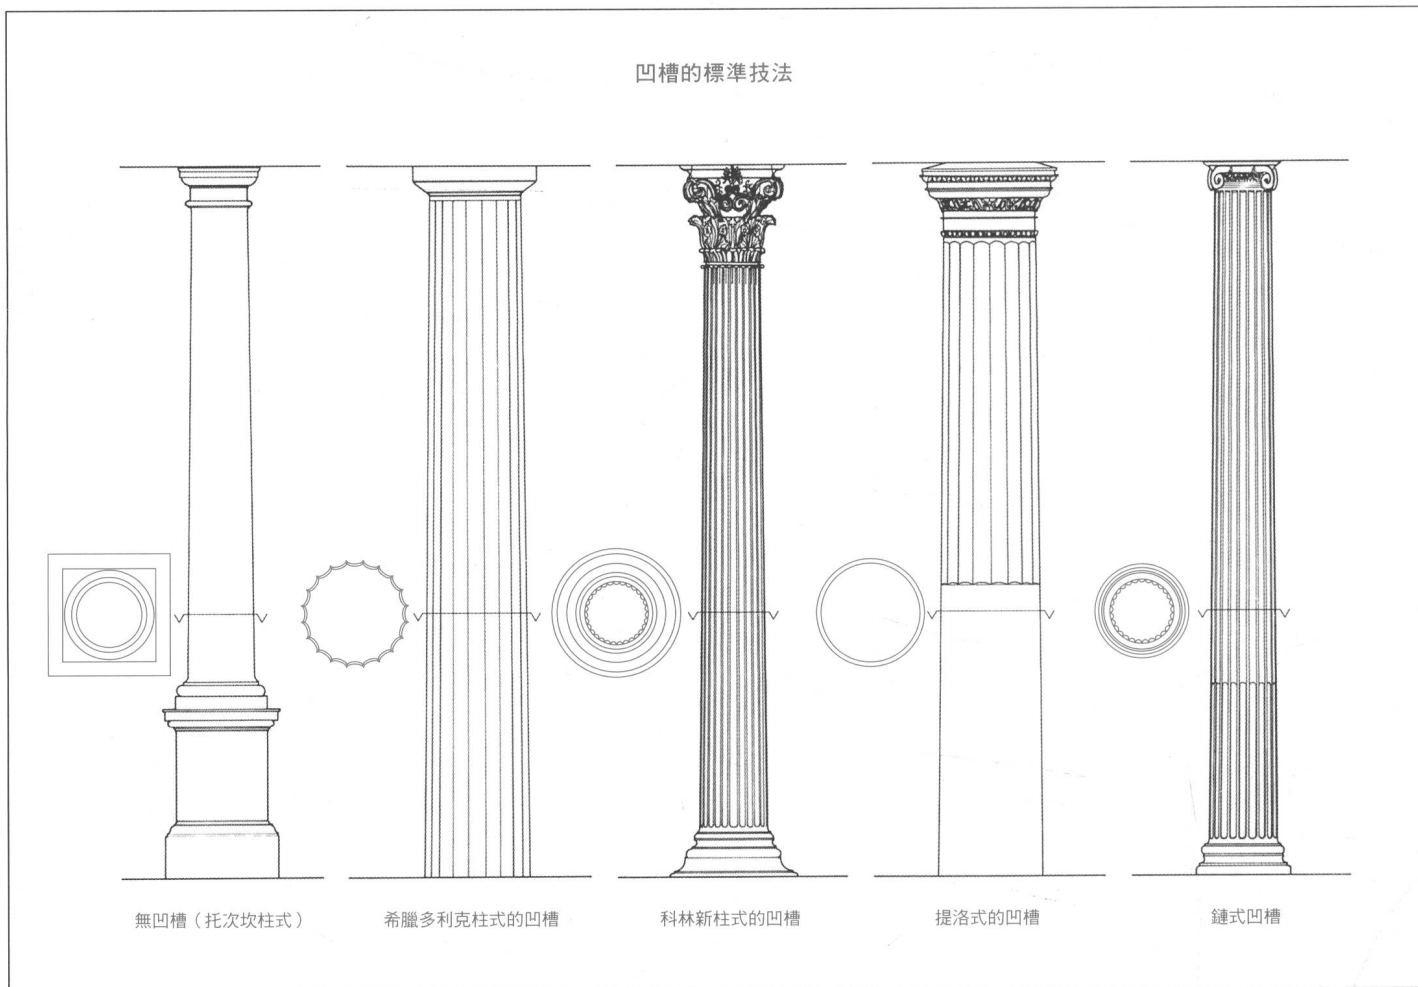 凹槽的標準技法
無凹槽（托次坎柱式）
希臘多利克柱式的凹槽
科林新柱式的凹槽
提洛式的凹槽
鏈式凹槽